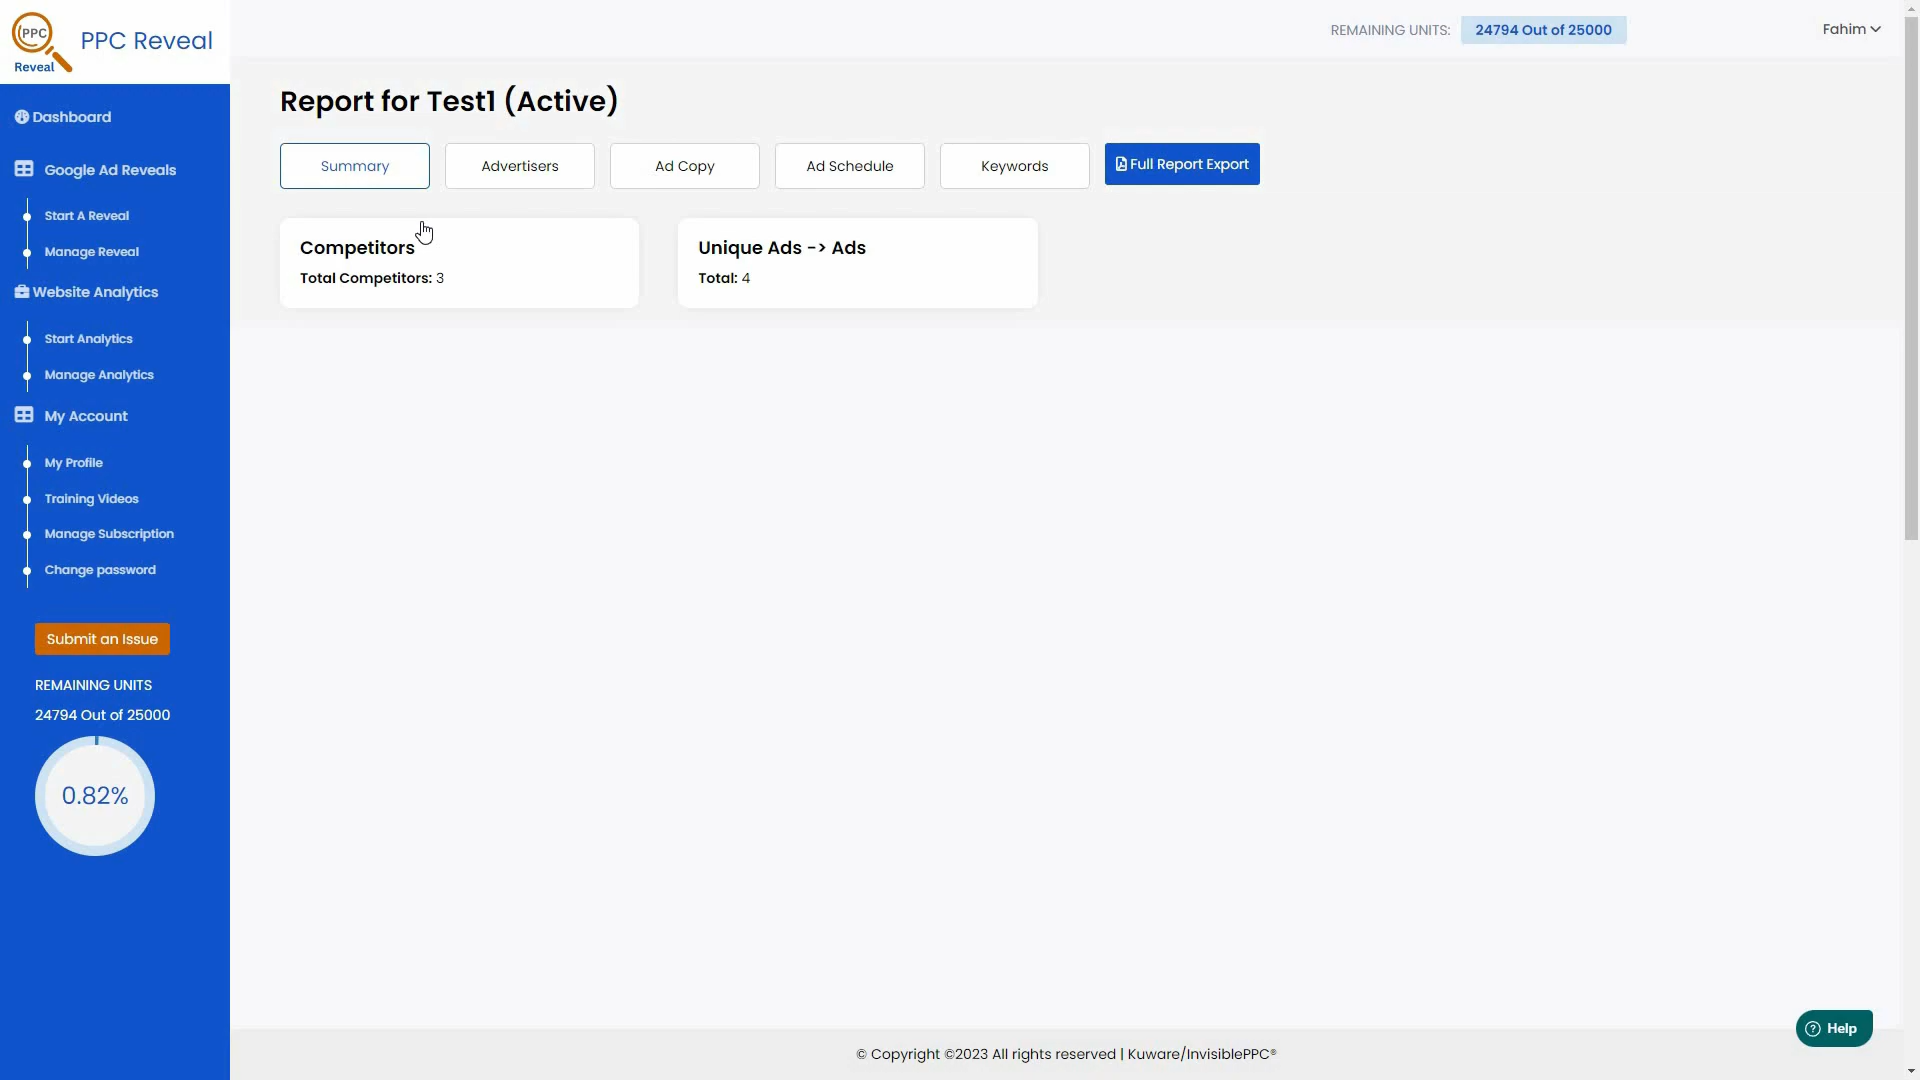 PPC
Reveal
PPC Reveal
REMAINING UNITS:
24794 Out of 25000
Fahim
Dashboard
Google Ad Reveals
Start A Reveal
Manage Reveal
Website Analytics
Start Analytics
Manage Analytics
My Account
My Profile
Training Videos
Manage Subscription
Change password
Submit an Issue
REMAINING UNITS
24794 Out of 25000
0.82%
Report for Test1 (Active)
Summary
Advertisers
Ad Copy
Ad Schedule
Keywords
Full Report Export
Competitors
Total Competitors: 3
Unique Ads -> Ads
Total: 4
Help
© Copyright ©2023 All rights reserved | Kuware/InvisiblePPC®